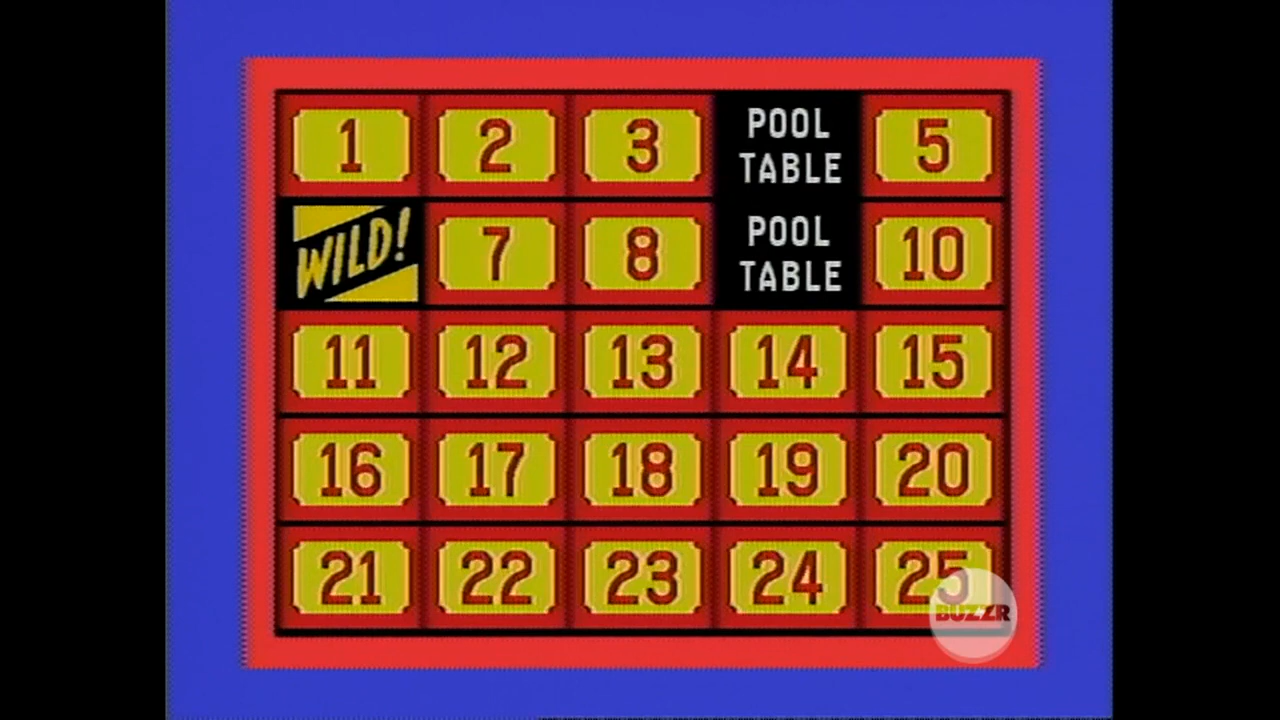 1 2 3 POOL TABLE 5
WILD! 7 8 POOL TABLE 10
11 12 13 14 15
16 17 18 19 20
21 22 23 24 25
BUZZR